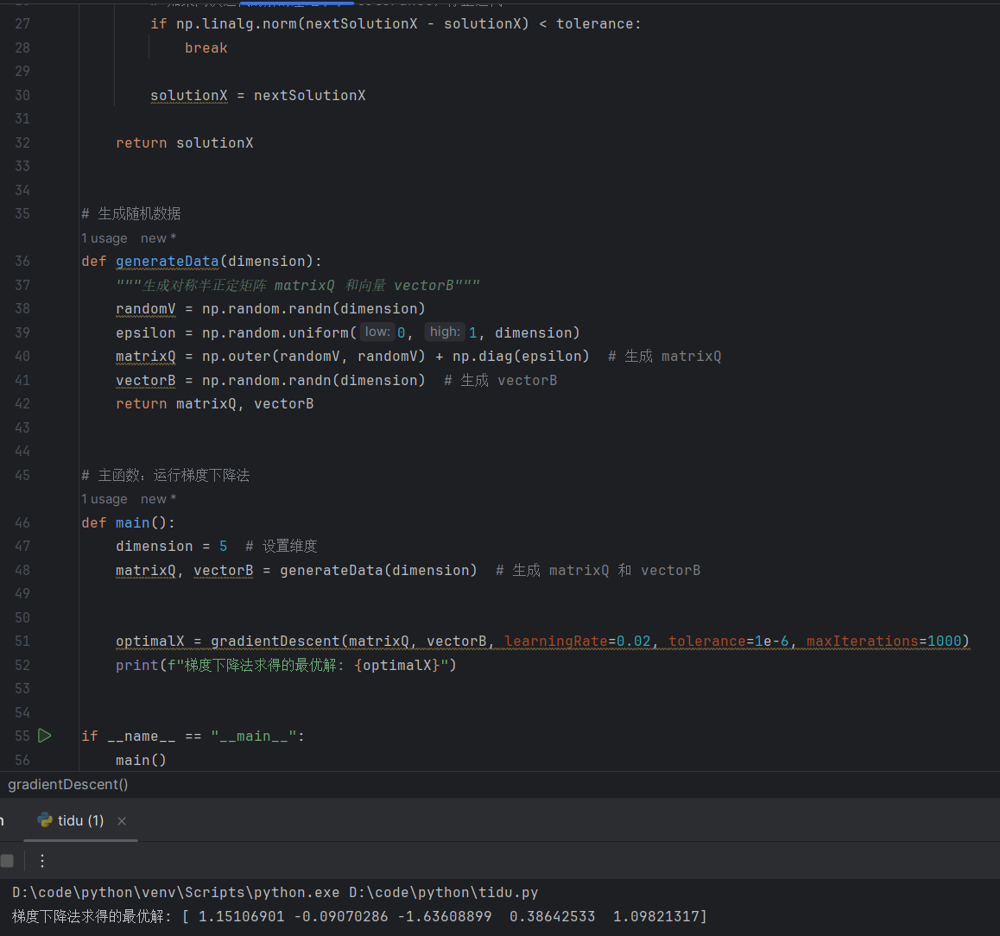 27 if np.linalg.norm(nextSolutionX - solutionX) < tolerance:
28 break
29
30 solutionX = nextSolutionX
31
32 return solutionX
33
34
35 # 生成随机数据
1 usage new *
36 def generateData(dimension):
37 """生成对称半正定矩阵 matrixQ 和向量 vectorB"""
38 randomV = np.random.randn(dimension)
39 epsilon = np.random.uniform( low: 0, high: 1, dimension)
40 matrixQ = np.outer(randomV, randomV) + np.diag(epsilon) # 生成 matrixQ
41 vectorB = np.random.randn(dimension) # 生成 vectorB
42 return matrixQ, vectorB
43
44
45 # 主函数：运行梯度下降法
1 usage new *
46 def main():
47 dimension = 5 # 设置维度
48 matrixQ, vectorB = generateData(dimension) # 生成 matrixQ 和 vectorB
49
50
51 optimalX = gradientDescent(matrixQ, vectorB, learningRate=0.02, tolerance=1e-6, maxIterations=1000)
52 print(f"梯度下降法求得的最优解: {optimalX}")
53
54
55 if __name__ == "__main__":
56 main()
gradientDescent()
tidu (1)
D:\code\python\venv\Scripts\python.exe D:\code\python\tidu.py
梯度下降法求得的最优解: [ 1.15106901 -0.09070286 -1.63608899 0.38642533 1.09821317]